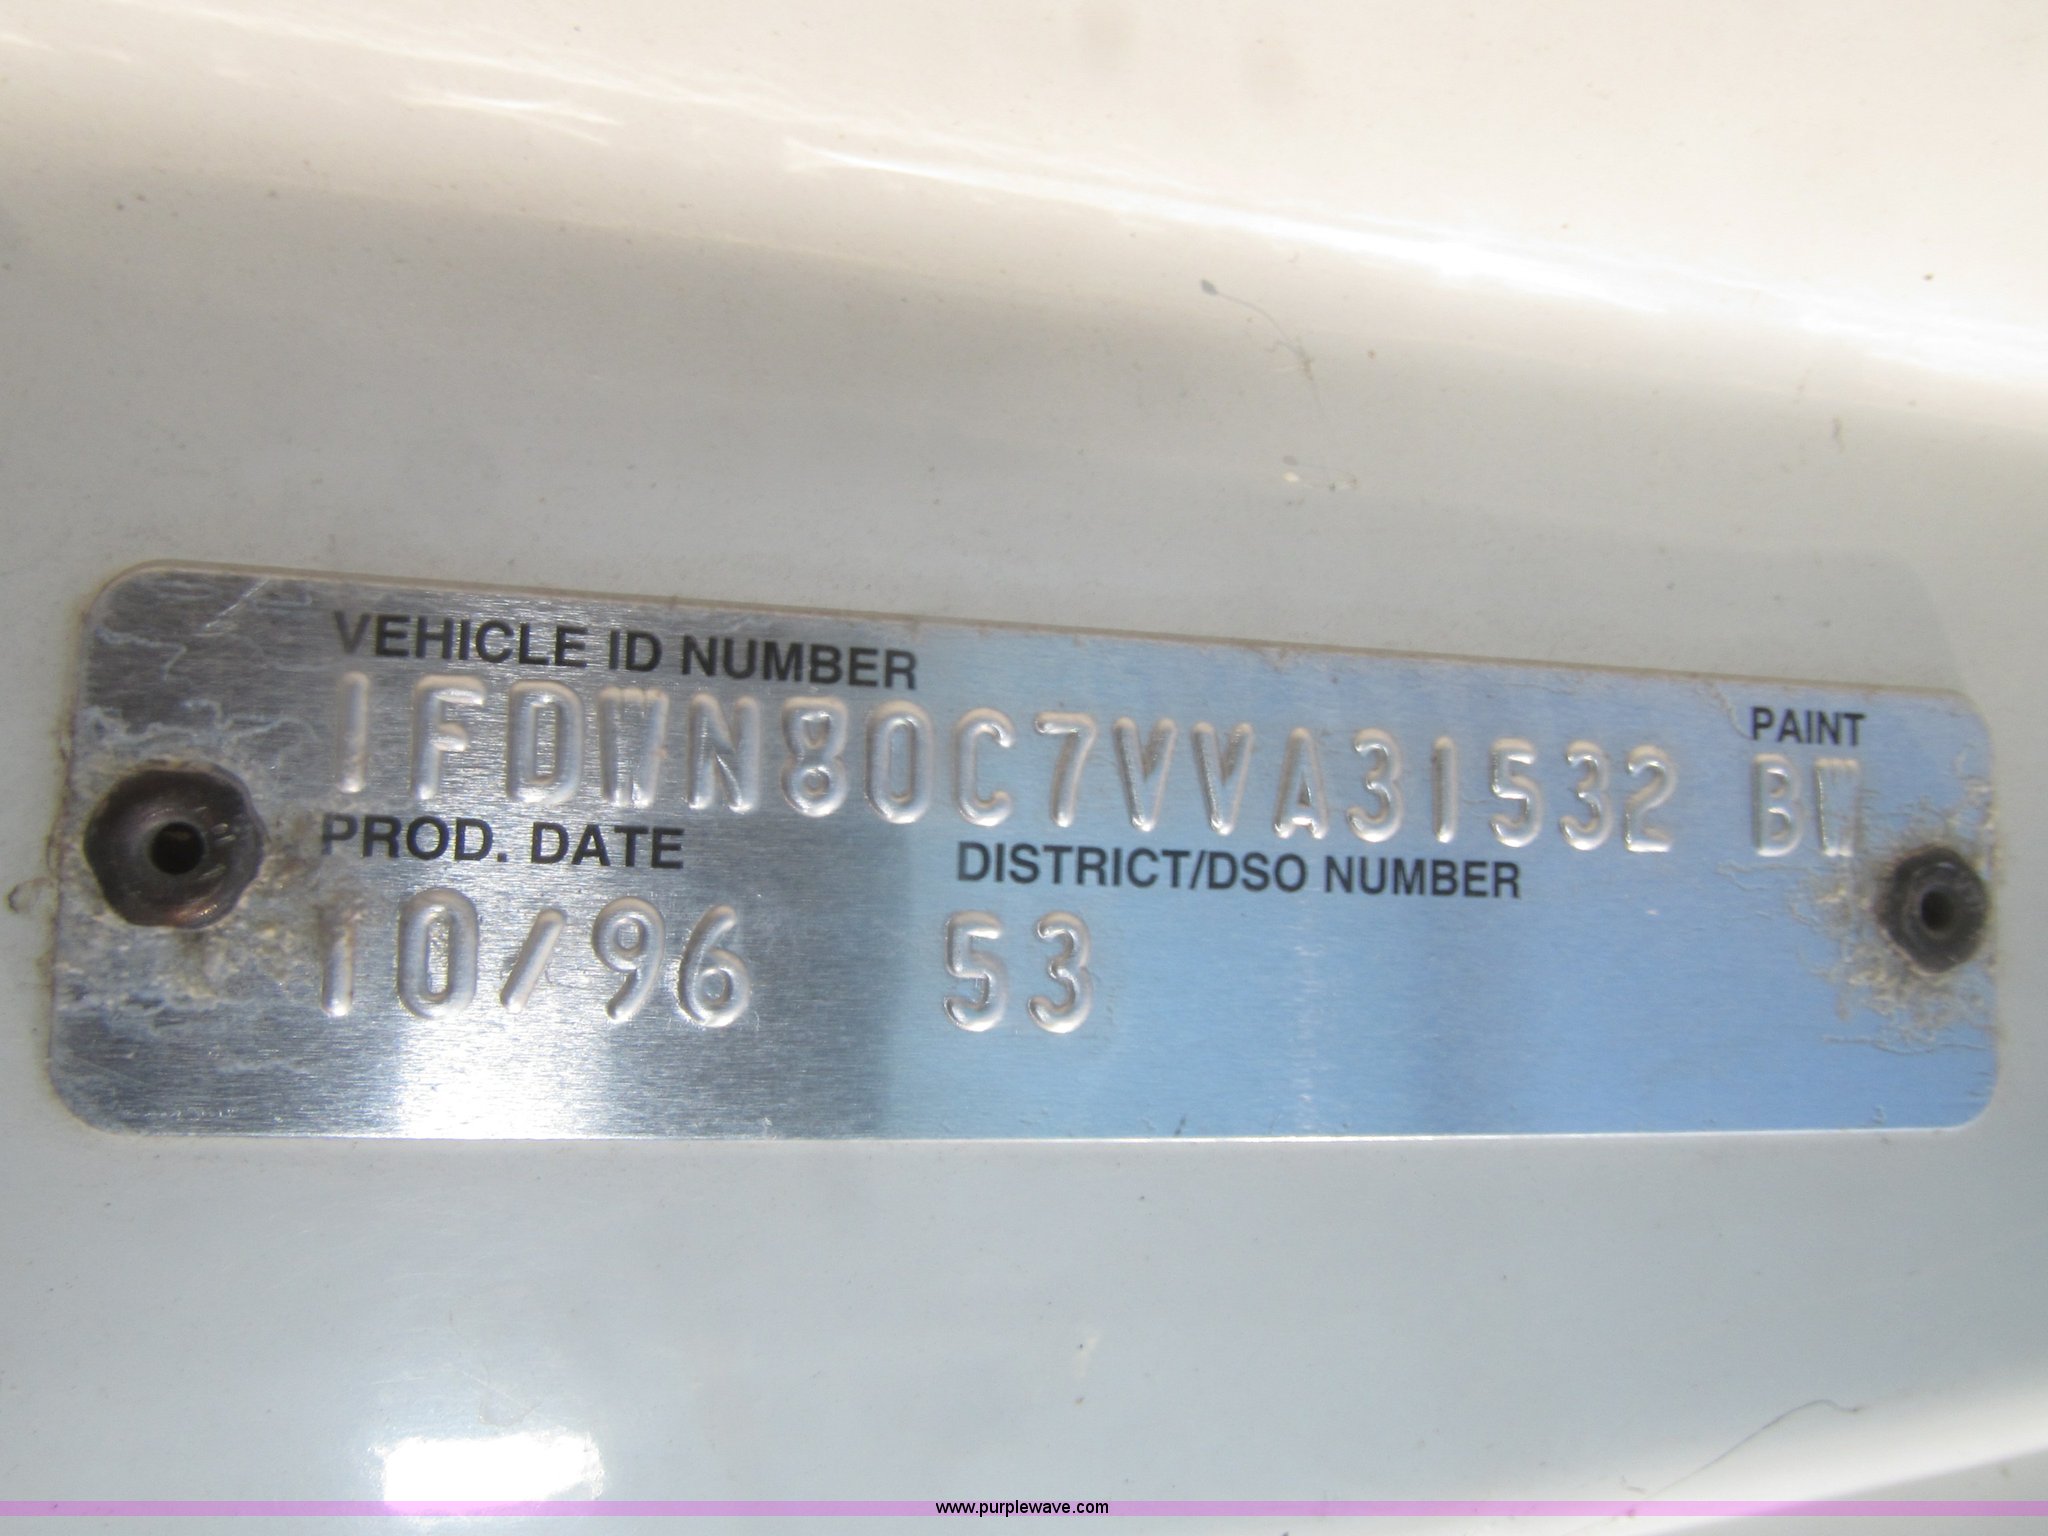 VEHICLE ID NUMBER
1FDWN80C7VVA31532
PAINT
BW
PROD. DATE
10/96
DISTRICT/DSO NUMBER
53
www.purplewave.com